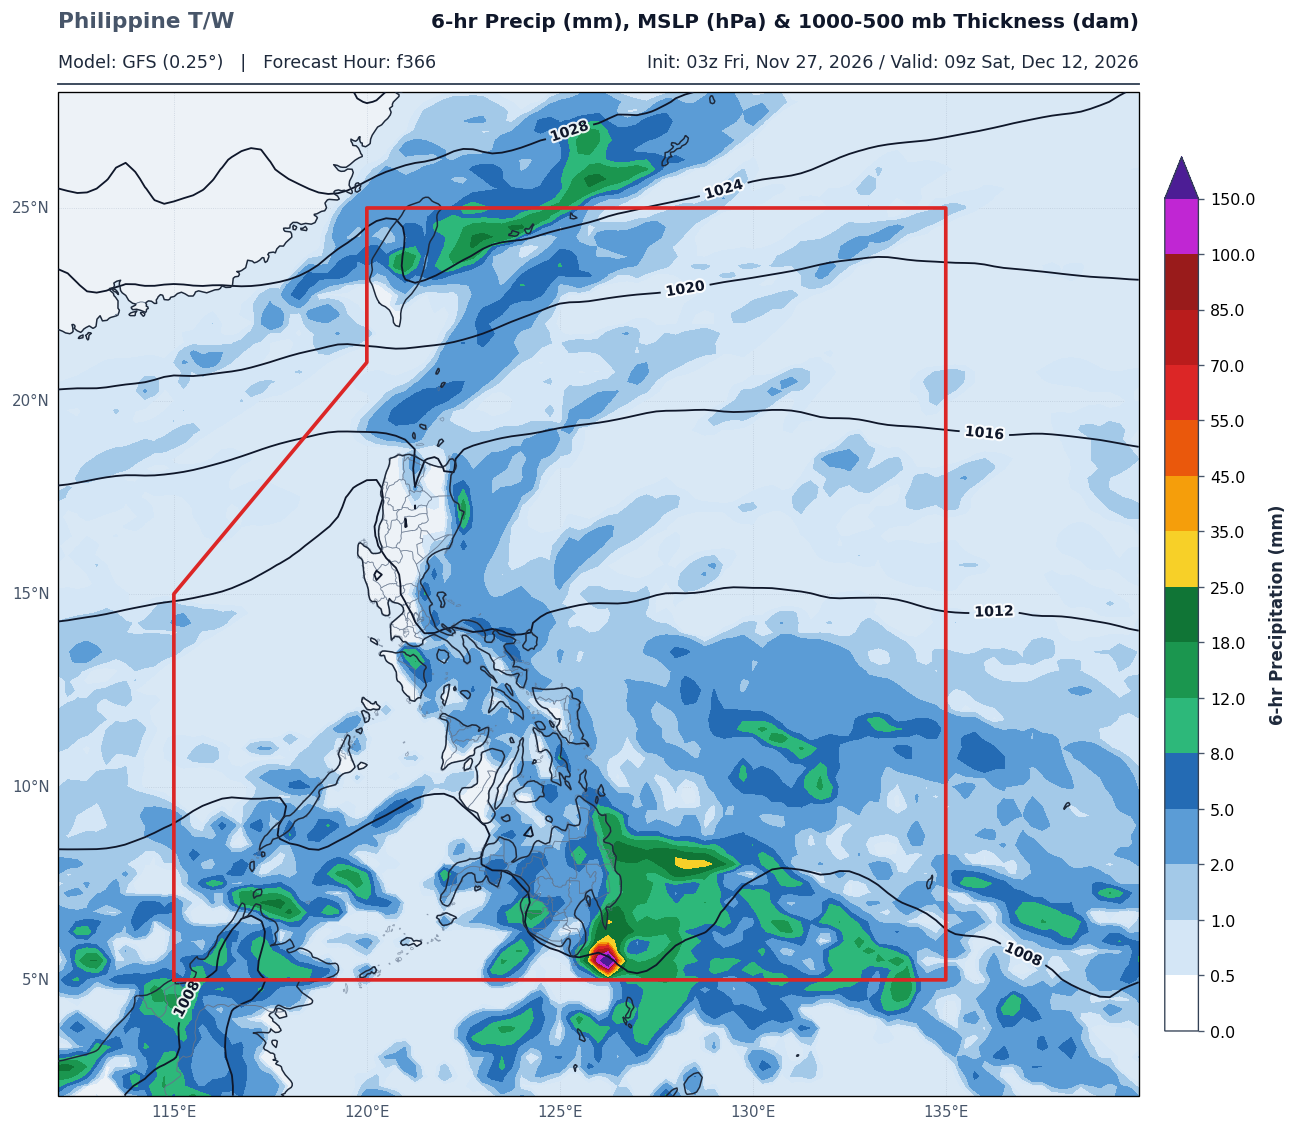 Philippine T/W
6-hr Precip (mm), MSLP (hPa) & 1000-500 mb Thickness (dam)
Model: GFS (0.25°) | Forecast Hour: f366
Init: 03z Fri, Nov 27, 2026 / Valid: 09z Sat, Dec 12, 2026
1028
1024
1020
1016
1012
1008
1008
25°N
20°N
15°N
10°N
5°N
115°E
120°E
125°E
130°E
135°E
150.0
100.0
85.0
70.0
55.0
45.0
35.0
25.0
18.0
12.0
8.0
5.0
2.0
1.0
0.5
0.0
6-hr Precipitation (mm)